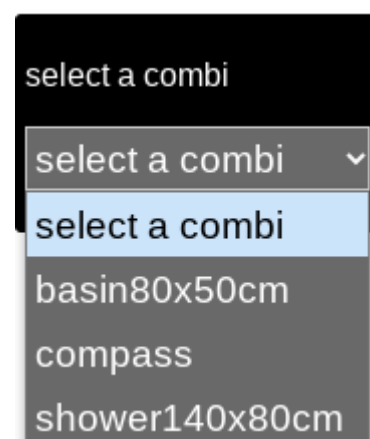 select a combi
select a combi
select a combi
basin80x50cm
compass
shower140x80cm